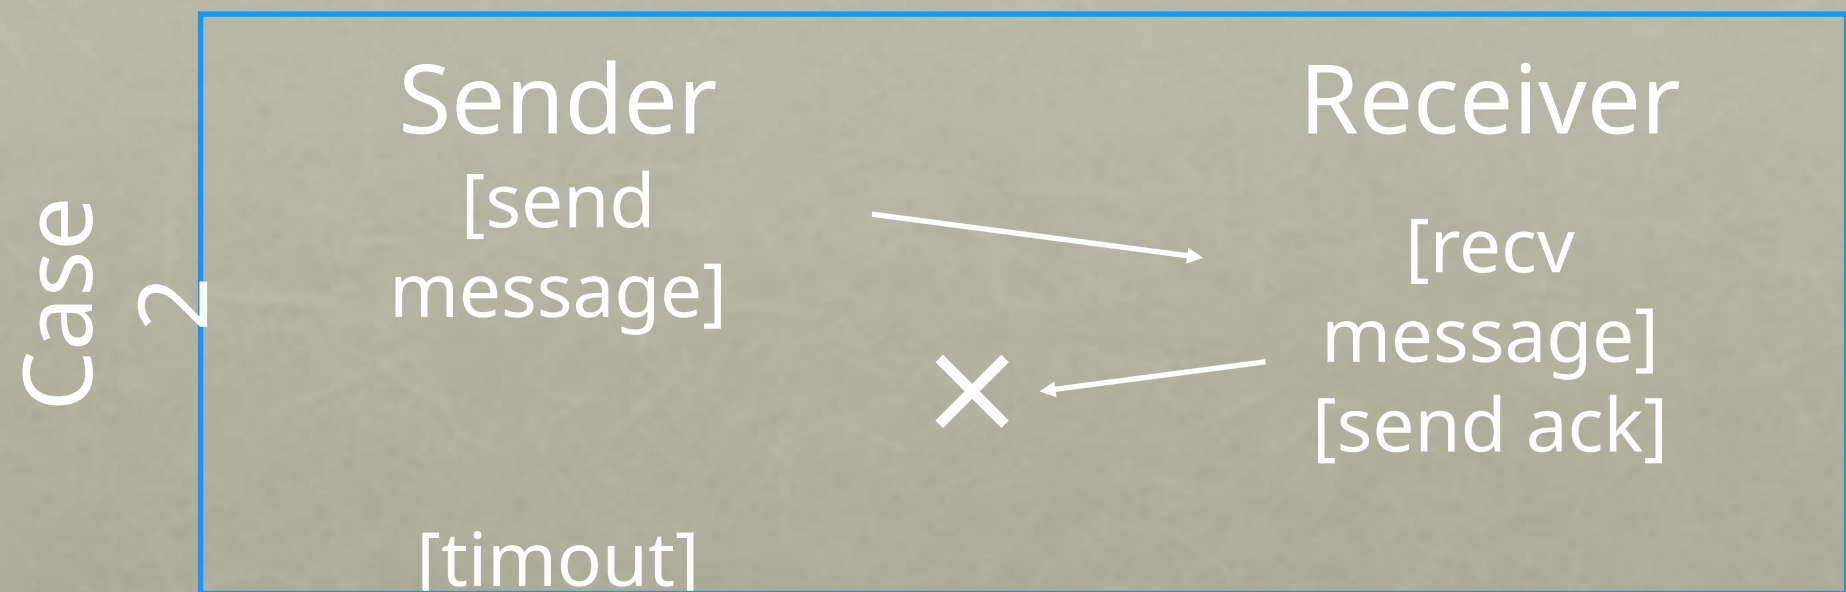 Case
2
Sender
[send
message]
[timout]
Receiver
[recv
message]
[send ack]